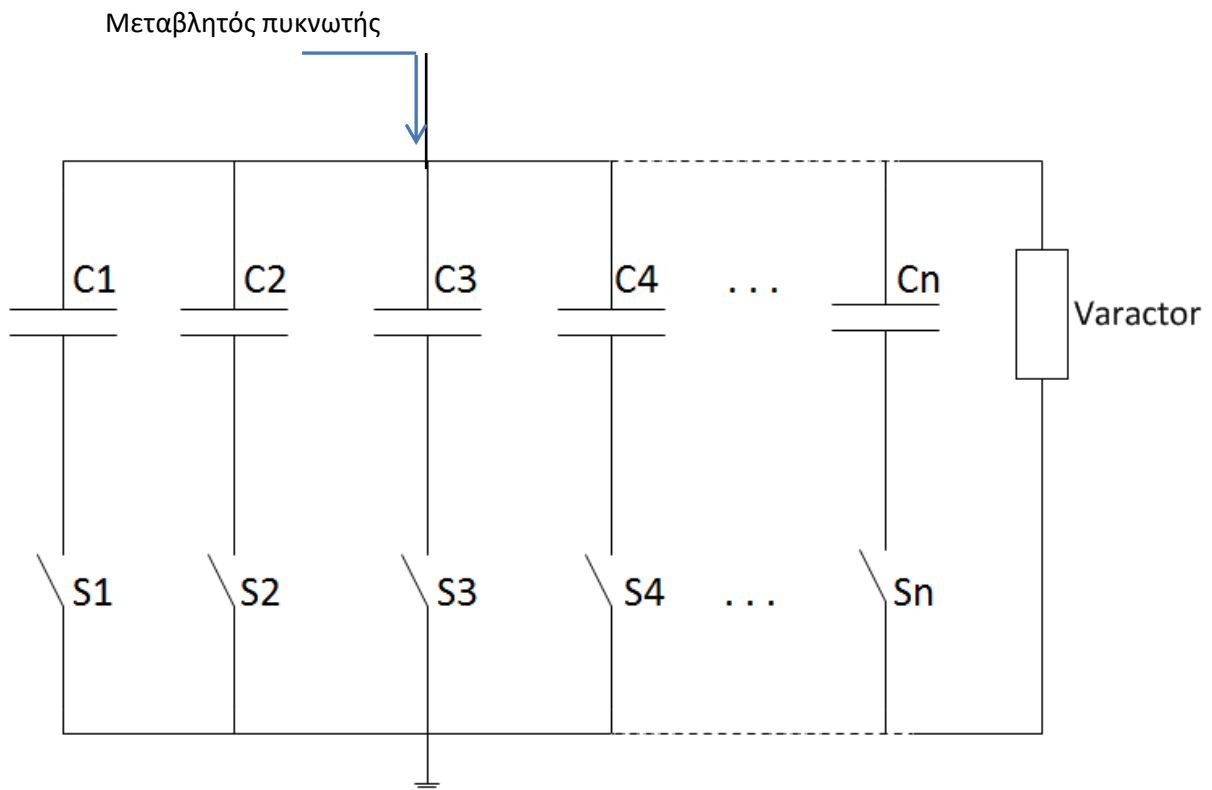 Μεταβλητός πυκνωτής
C1 C2 C3 C4 . . . Cn
Varactor
S1 S2 S3 S4 . . . Sn